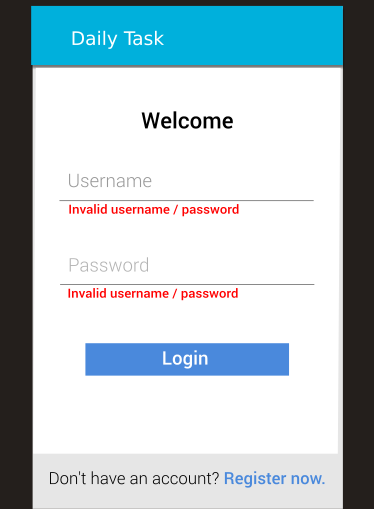 Daily Task
Welcome
Username
Invalid username / password
Password
Invalid username / password
Login
Don't have an account? Register now.